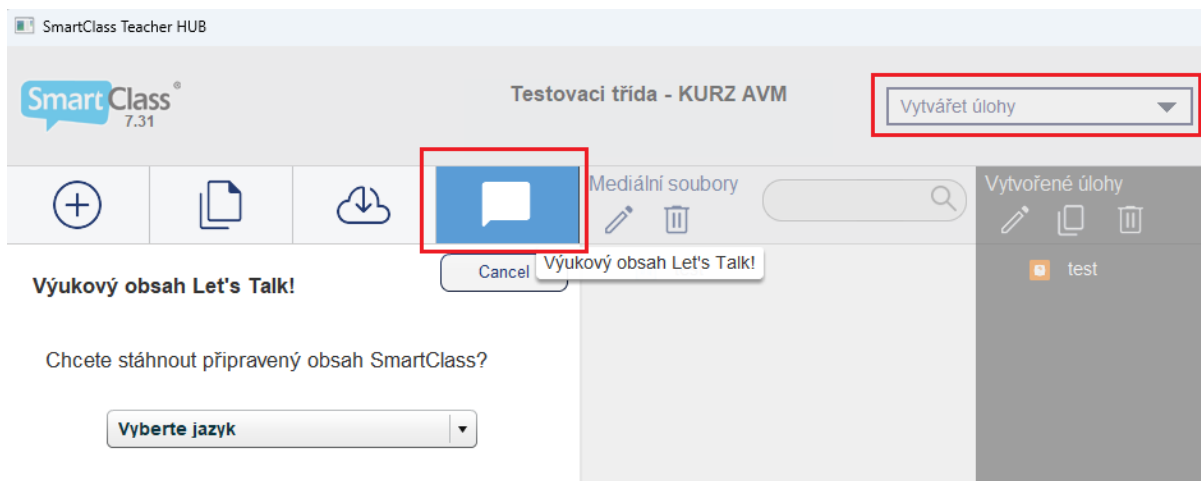 SmartClass Teacher HUB
SmartClass®
7.31
Testovaci třída - KURZ AVM
Vytvářet úlohy
Mediální soubory
Vytvořené úlohy
Výukový obsah Let's Talk!
Cancel
Výukový obsah Let's Talk!
test
Chcete stáhnout připravený obsah SmartClass?
Vyberte jazyk